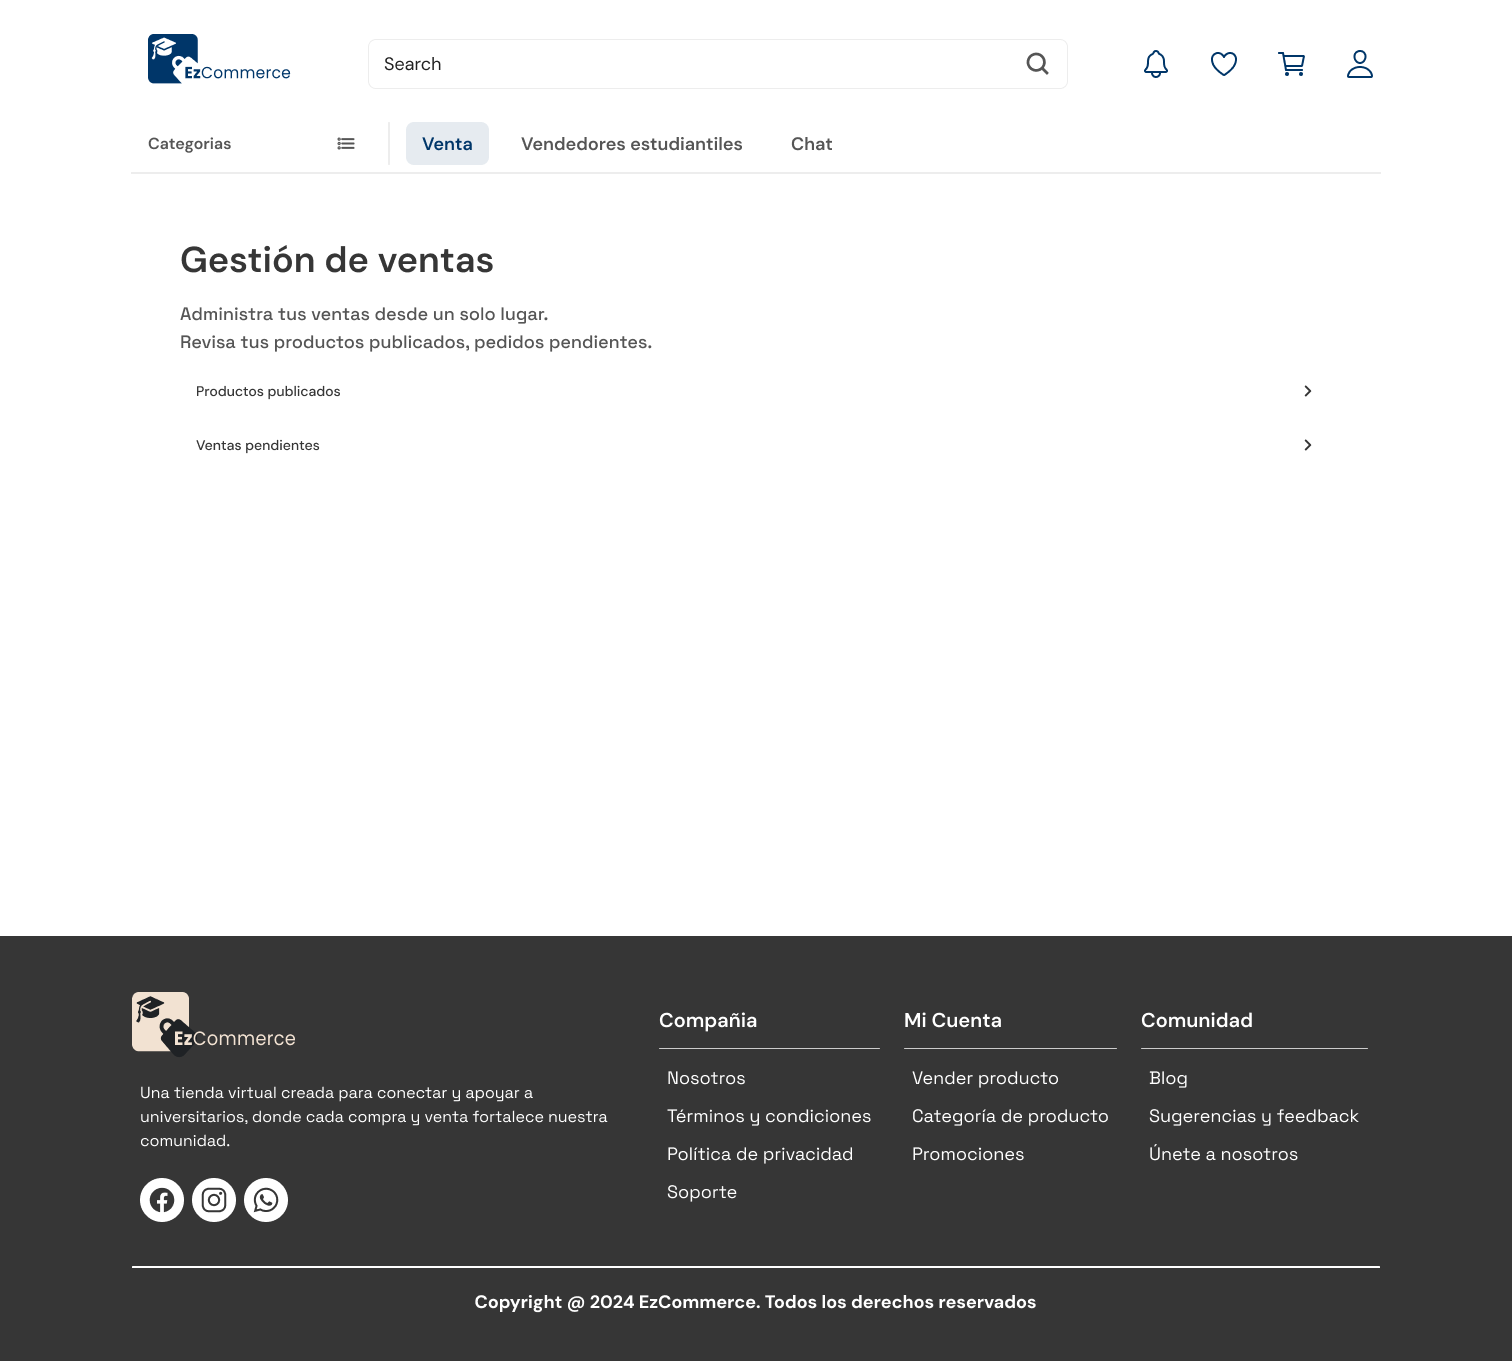 EzCommerce
Search
Categorias
Venta
Vendedores estudiantiles
Chat
Gestión de ventas
Administra tus ventas desde un solo lugar.
Revisa tus productos publicados, pedidos pendientes.
Productos publicados
Ventas pendientes
EzCommerce
Una tienda virtual creada para conectar y apoyar a
universitarios, donde cada compra y venta fortalece nuestra
comunidad.
Compañia
Nosotros
Términos y condiciones
Política de privacidad
Soporte
Mi Cuenta
Vender producto
Categoría de producto
Promociones
Comunidad
Blog
Sugerencias y feedback
Únete a nosotros
Copyright @ 2024 EzCommerce. Todos los derechos reservados